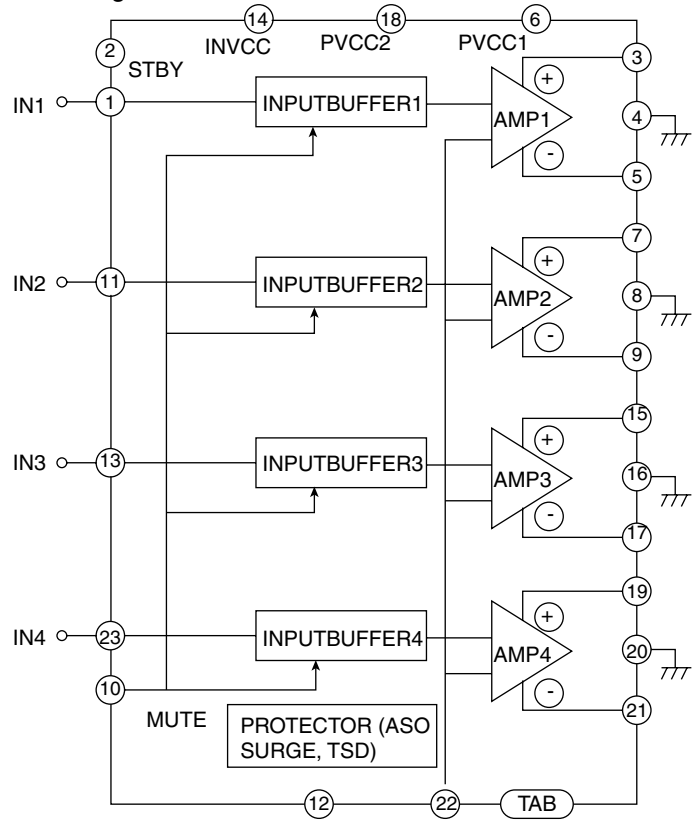 14 18 6
2 INVCC PVCC2 PVCC1
STBY 3
IN1 1 INPUTBUFFER1 + AMP1 - 4
5
7
IN2 11 INPUTBUFFER2 + AMP2 - 8
9
15
IN3 13 INPUTBUFFER3 + AMP3 - 16
17
19
IN4 23 INPUTBUFFER4 + AMP4 - 20
10
21
MUTE PROTECTOR (ASO
SURGE, TSD)
12 22 TAB